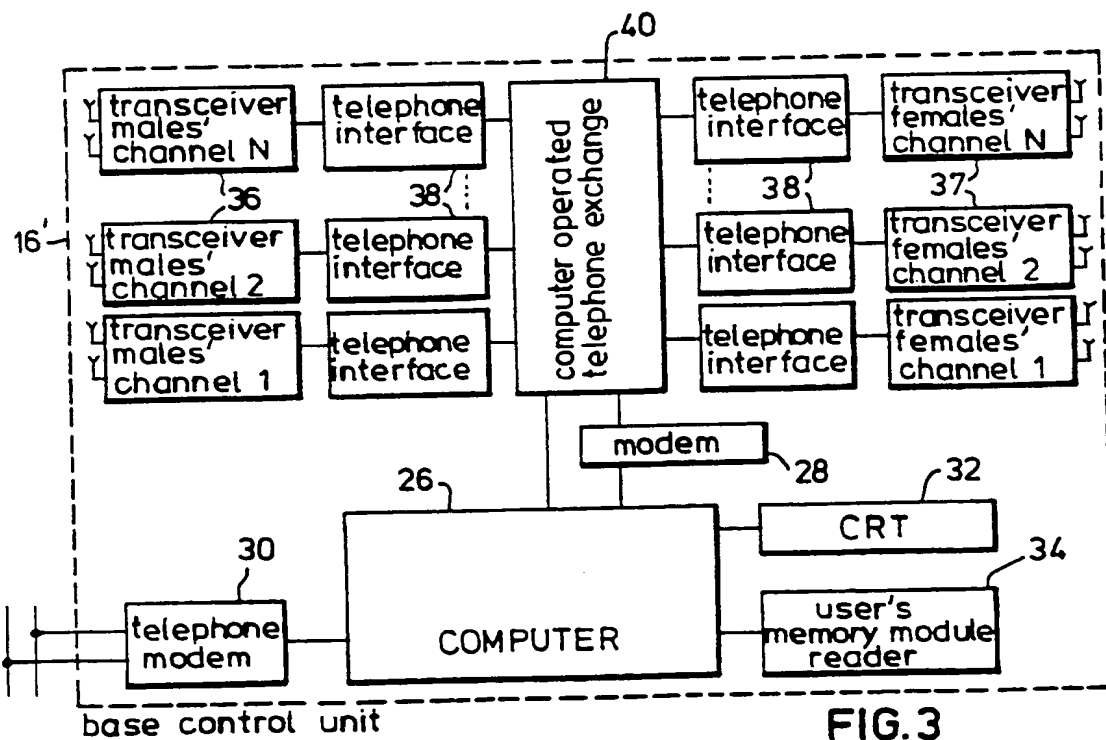 40
transceiver
males'
channel N
telephone
interface
computer operated
telephone exchange
telephone
interface
transceiver
females'
channel N
36
38
38
37
16'
transceiver
males'
channel 2
telephone
interface
telephone
interface
transceiver
females'
channel 2
transceiver
males'
channel 1
telephone
interface
telephone
interface
transceiver
females'
channel 1
modem
28
26
32
CRT
30
34
telephone
modem
COMPUTER
user's
memory module
reader
base control unit
FIG.3